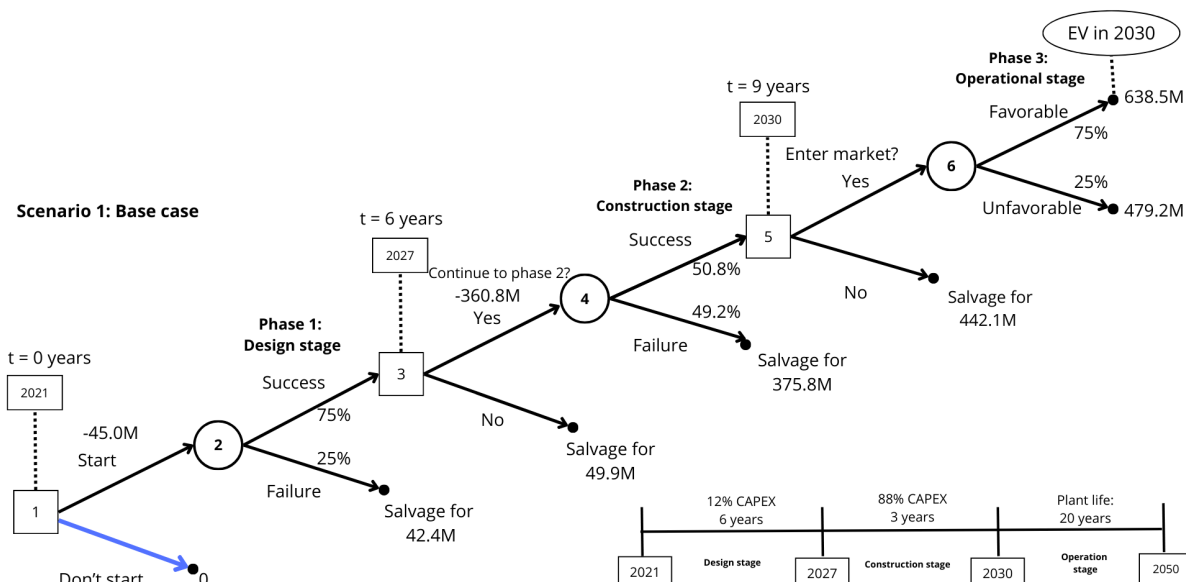 EV in 2030
Phase 3:
Operational stage
638.5M
Favorable
75%
t = 9 years
2030
Enter market?
Yes
6
25%
Unfavorable
479.2M
Phase 2:
Construction stage
Scenario 1: Base case
t = 6 years
Success
5
50.8%
2027
Continue to phase 2?
-360.8M
Yes
4
No
Salvage for
442.1M
49.2%
Failure
Salvage for
375.8M
Phase 1:
Design stage
t = 0 years
Success
3
2021
75%
No
-45.0M
Start
2
25%
Salvage for
49.9M
Failure
Salvage for
42.4M
1
Don't start
0
12% CAPEX
6 years
88% CAPEX
3 years
Plant life:
20 years
Design stage
Construction stage
Operation
stage
2021
2027
2030
2050